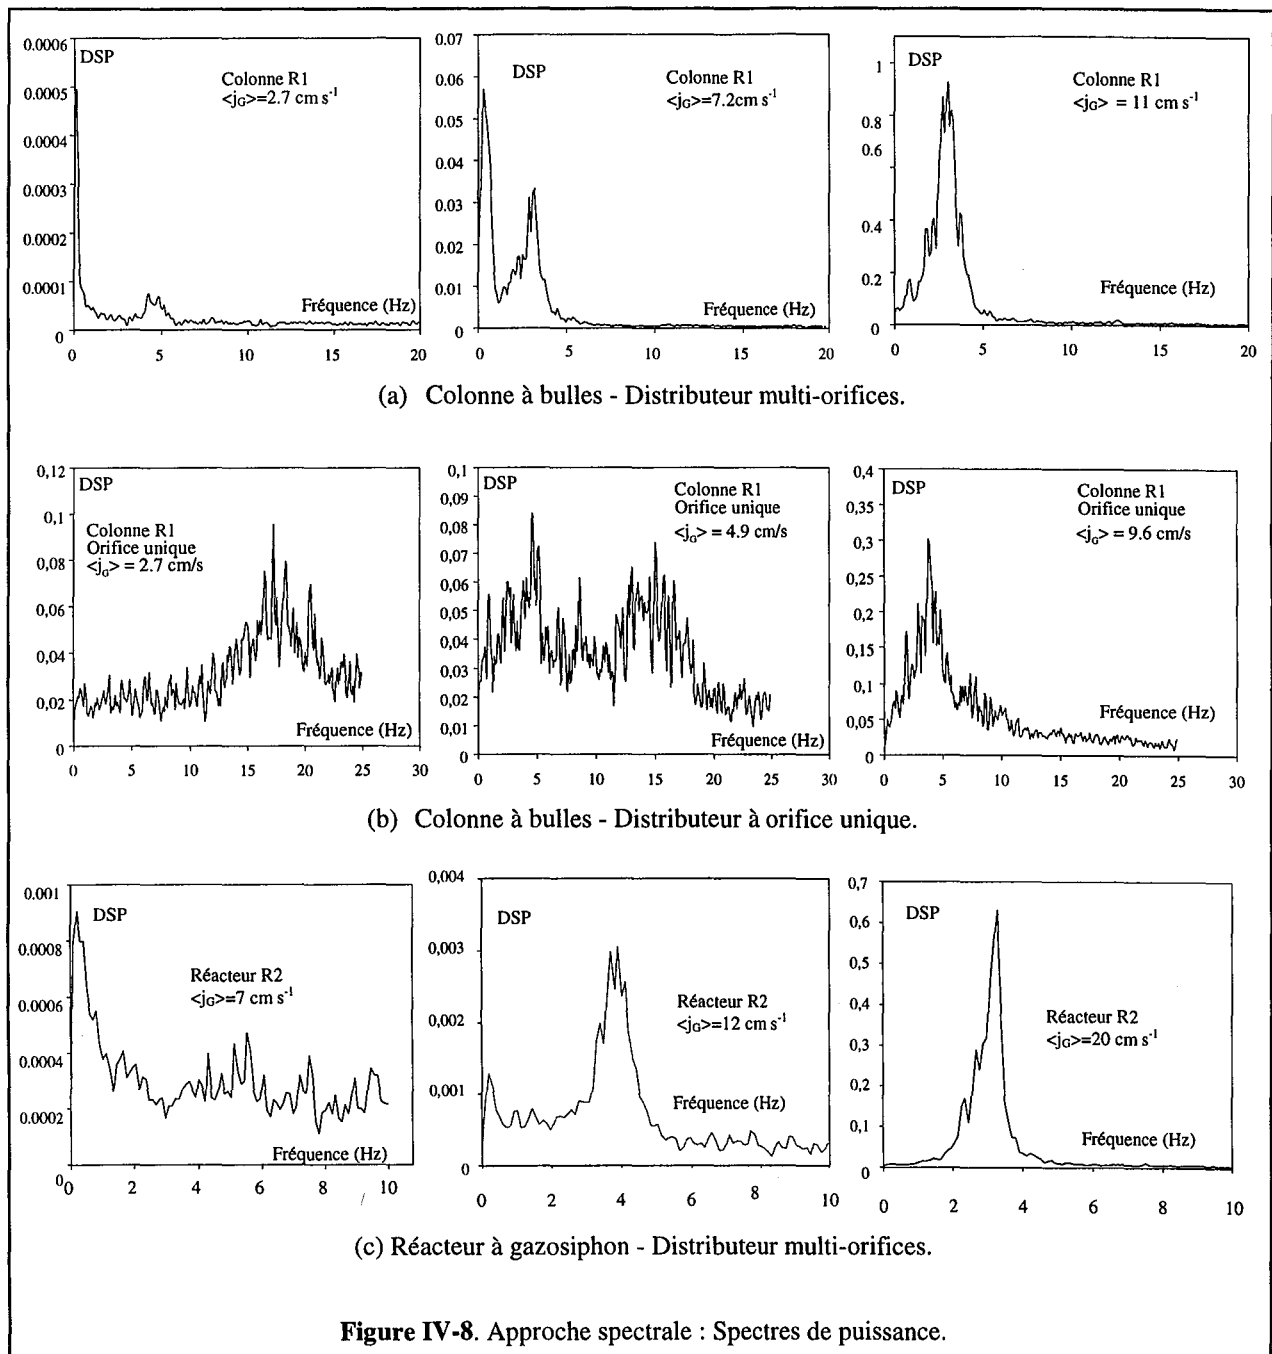 0.0006
0.0005
0.0004
0.0003
0.0002
0.0001
0
DSP
Colonne R1
<jG>=2.7 cm s-1
Fréquence (Hz)
0 5 10 15 20
0.07
0.06
0.05
0.04
0.03
0.02
0.01
0
DSP
Colonne R1
<jG>=7.2cm s-1
Fréquence (Hz)
0 5 10 15 20
1
0.8
0.6
0.4
0.2
0
DSP
Colonne R1
<jG> = 11 cm s-1
Fréquence (Hz)
0 5 10 15 20
(a) Colonne à bulles - Distributeur multi-orifices.
0,12
0,1
0,08
0,06
0,04
0,02
0
DSP
Colonne R1
Orifice unique
<jG> = 2.7 cm/s
Fréquence (Hz)
0 5 10 15 20 25 30
0,1
0,09
0,08
0,07
0,06
0,05
0,04
0,03
0,02
0,01
0
DSP
Colonne R1
Orifice unique
<jG> = 4.9 cm/s
Fréquence (Hz)
0 5 10 15 20 25 30
0,4
0,35
0,3
0,25
0,2
0,15
0,1
0,05
0
DSP
Colonne R1
Orifice unique
<jG> = 9.6 cm/s
Fréquence (Hz)
0 5 10 15 20 25 30
(b) Colonne à bulles - Distributeur à orifice unique.
0.001
0.0008
0.0006
0.0004
0.0002
0
DSP
Réacteur R2
<jG>=7 cm s-1
Fréquence (Hz)
0 2 4 6 8 10
0,004
0,003
0,002
0,001
0
DSP
Réacteur R2
<jG>=12 cm s-1
Fréquence (Hz)
0 2 4 6 8 10
0,7
0,6
0,5
0,4
0,3
0,2
0,1
0
DSP
Réacteur R2
<jG>=20 cm s-1
Fréquence (Hz)
0 2 4 6 8 10
(c) Réacteur à gazosiphon - Distributeur multi-orifices.
Figure IV-8. Approche spectrale : Spectres de puissance.